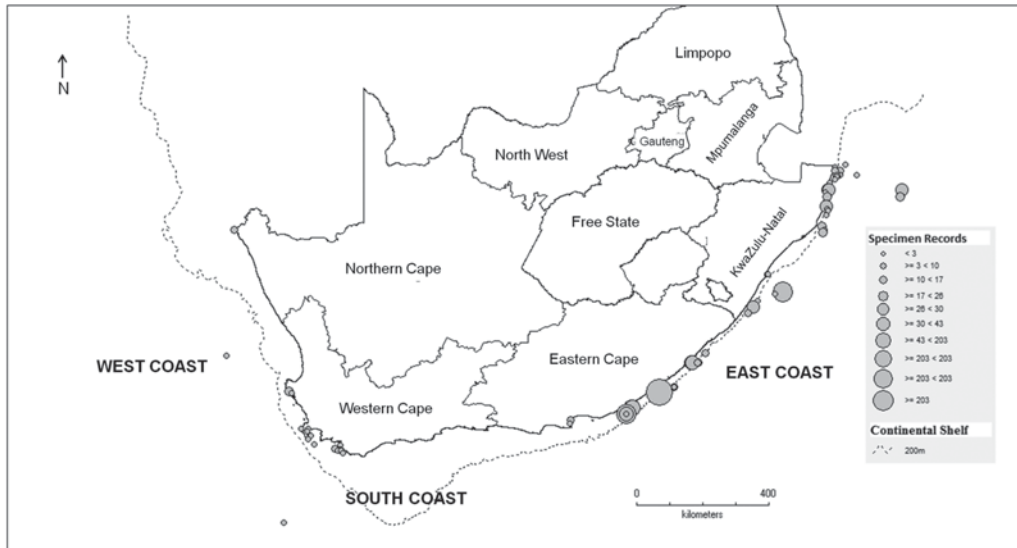 Limpopo
N
Mpumalanga
Gauteng
North West
Free State
KwaZulu-Natal
Specimen Records
< 3
>= 3 < 10
>= 10 < 17
>= 17 < 26
>= 26 < 30
>= 30 < 43
>= 43 < 203
>= 203 < 203
>= 203 < 203
>= 203
Continental Shelf
200m
Northern Cape
WEST COAST
Eastern Cape
EAST COAST
Western Cape
SOUTH COAST
0 400
kilometers